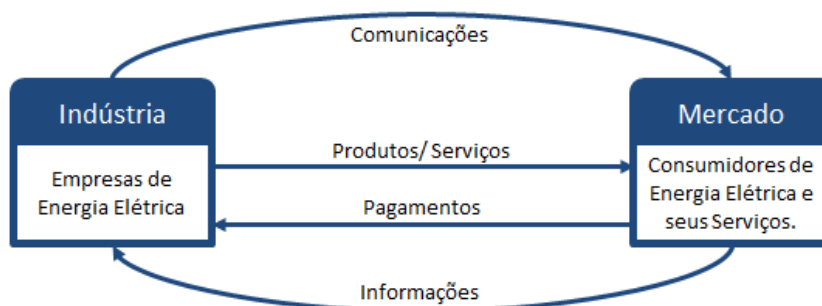 Comunicações
Indústria
Mercado
Produtos/ Serviços
Empresas de
Energia Elétrica
Consumidores de
Energia Elétrica e
seus Serviços.
Pagamentos
Informações